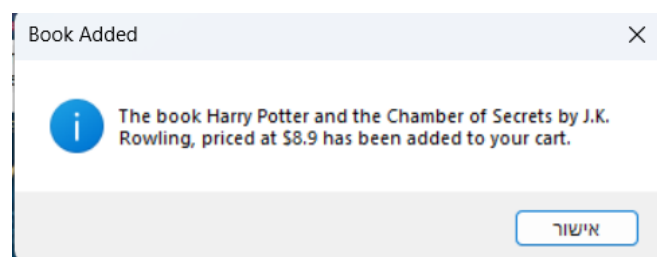 Book Added
The book Harry Potter and the Chamber of Secrets by J.K.
Rowling, priced at $8.9 has been added to your cart.
אישור